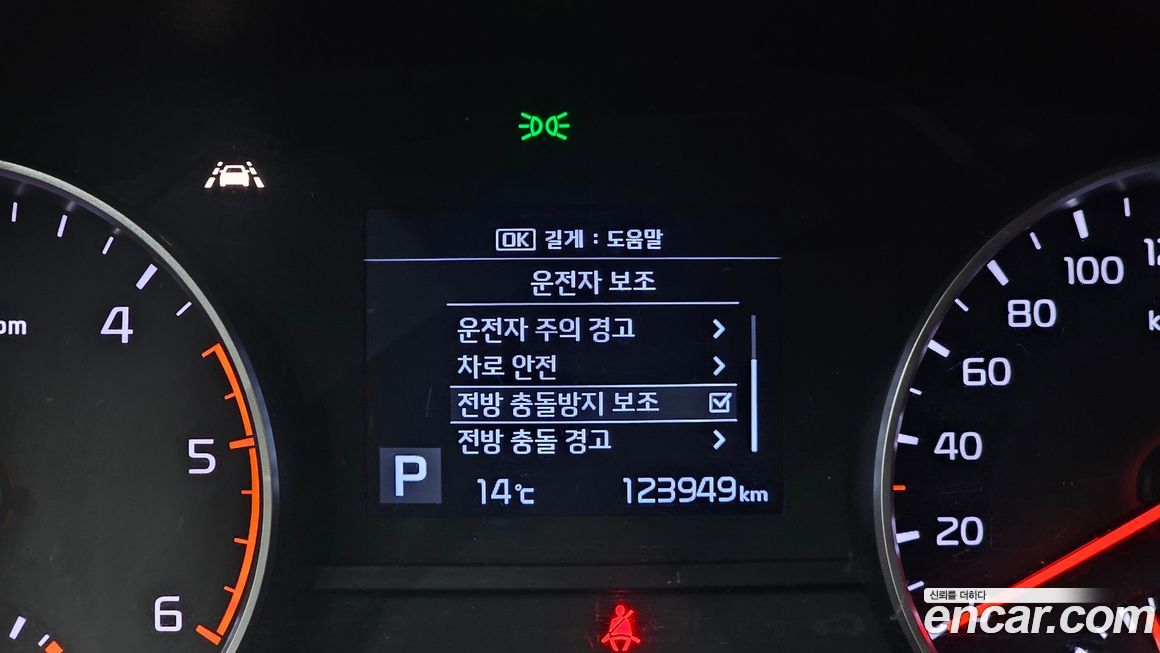 OK 길게 : 도움말
운전자 보조
운전자 주의 경고
차로 안전
전방 충돌방지 보조
전방 충돌 경고
P 14℃ 123949km
4
5
6
100
80
60
40
20
신뢰를 더하다
encar.com